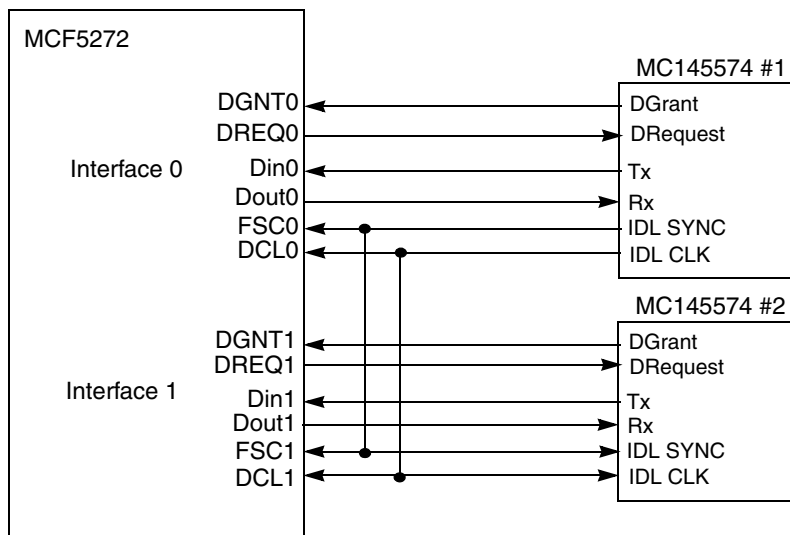 MCF5272
MC145574 #1
DGNT0
DGrant
DREQ0
DRequest
Interface 0
Din0
Tx
Dout0
Rx
FSC0
IDL SYNC
DCL0
IDL CLK
MC145574 #2
DGNT1
DGrant
DREQ1
DRequest
Interface 1
Din1
Tx
Dout1
Rx
FSC1
IDL SYNC
DCL1
IDL CLK